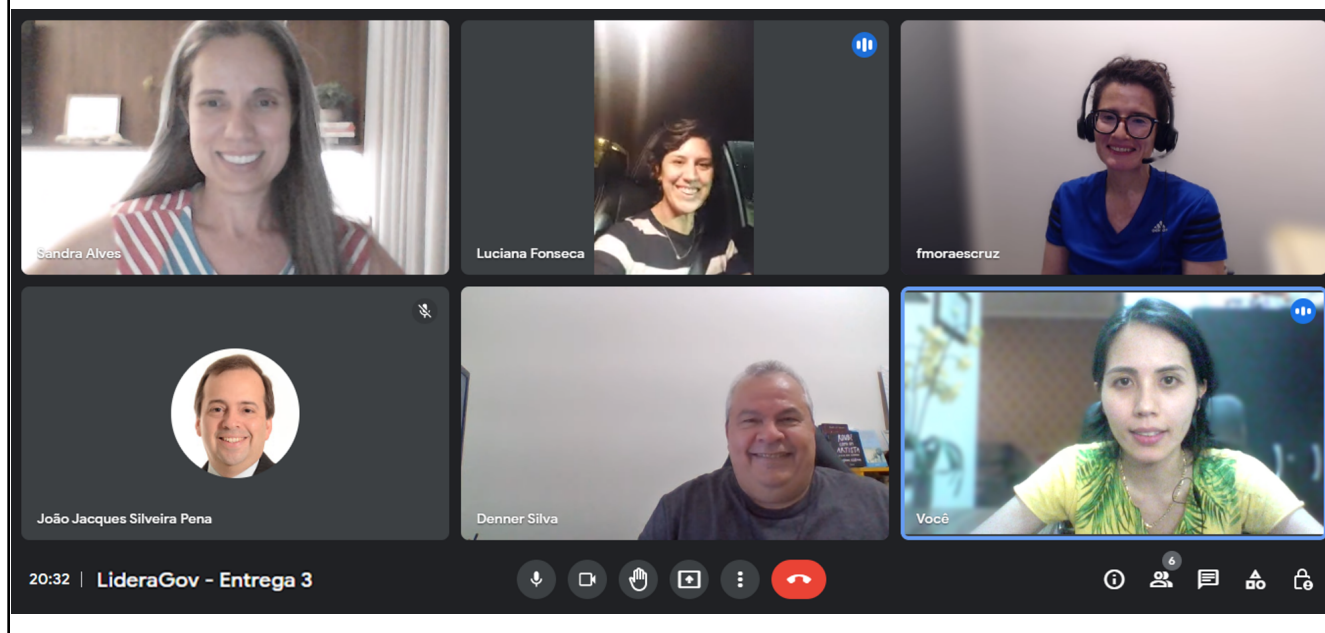 Sandra Alves
Luciana Fonseca
fmoraescruz
João Jacques Silveira Pena
Denner Silva
Você
6
20:32 | LideraGov - Entrega 3